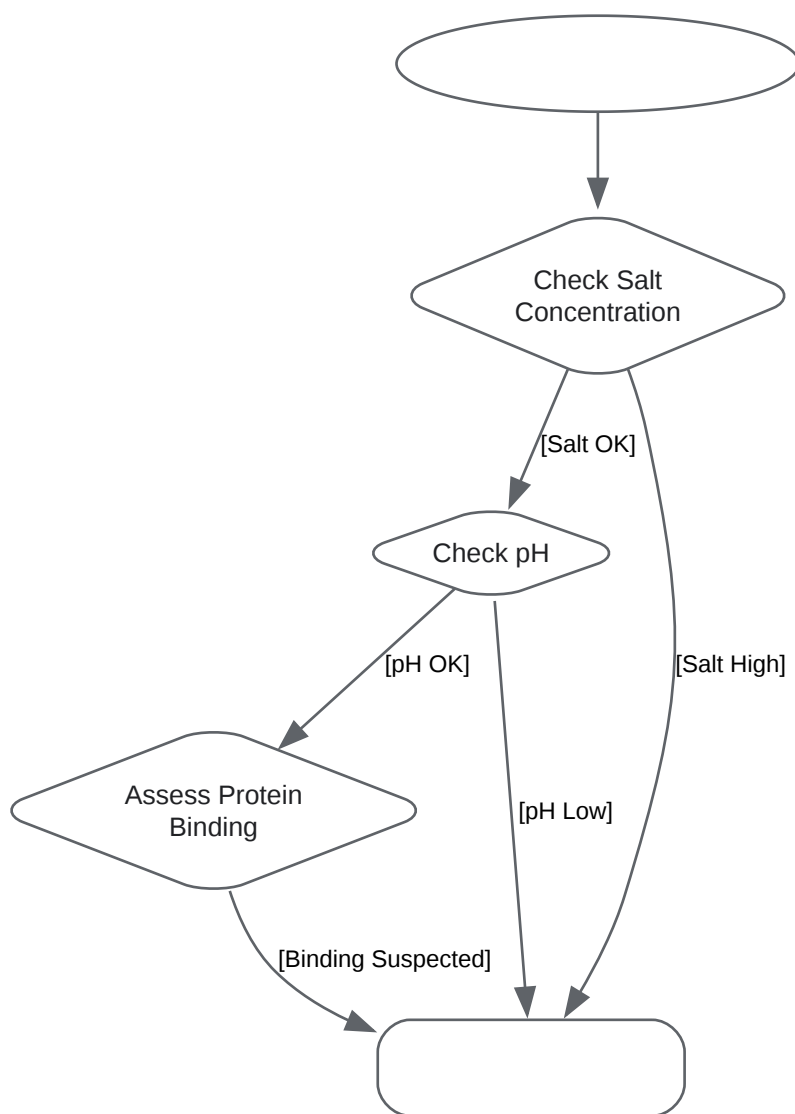 Check Salt
Concentration
[Salt OK]
Check pH
[pH OK]
[Salt High]
Assess Protein
Binding
[pH Low]
[Binding Suspected]